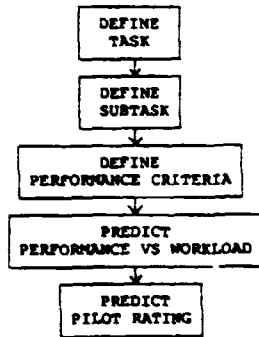 DEFINE
TASK
DEFINE
SUBTASK
DEFINE
PERFORMANCE CRITERIA
PREDICT
PERFORMANCE VS WORKLOAD
PREDICT
PILOT RATING